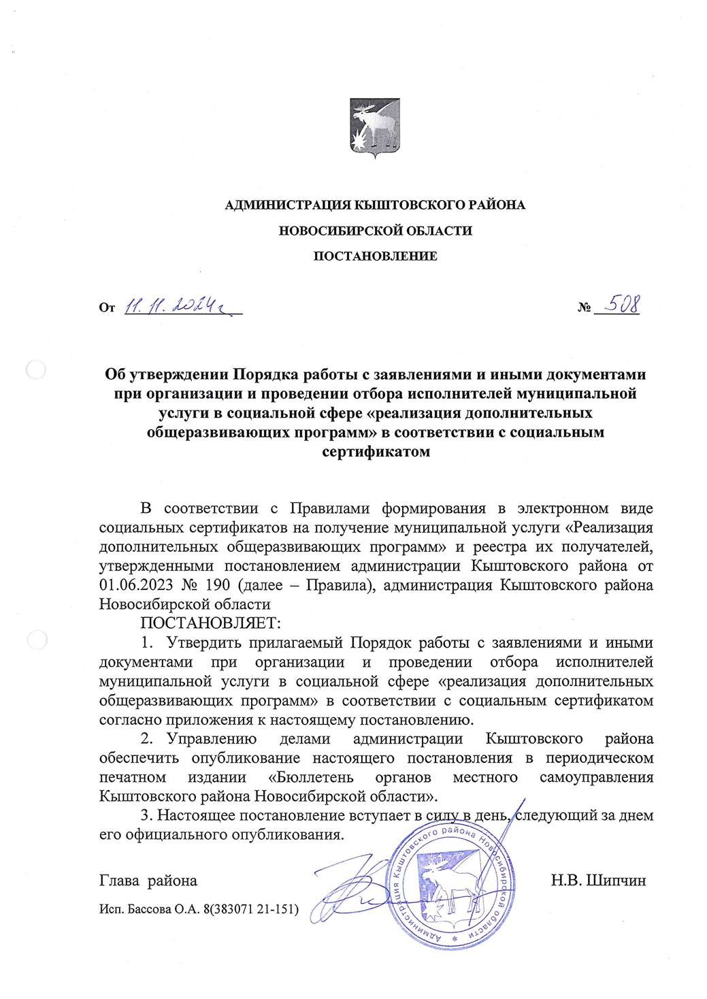 АДМИНИСТРАЦИЯ КЫШТОВСКОГО РАЙОНА
НОВОСИБИРСКОЙ ОБЛАСТИ
ПОСТАНОВЛЕНИЕ
От 11.11.2024г. № 508
Об утверждении Порядка работы с заявлениями и иными документами
при организации и проведении отбора исполнителей муниципальной
услуги в социальной сфере «реализация дополнительных
общеразвивающих программ» в соответствии с социальным
сертификатом
В соответствии с Правилами формирования в электронном виде
социальных сертификатов на получение муниципальной услуги «Реализация
дополнительных общеразвивающих программ» и реестра их получателей,
утвержденными постановлением администрации Кыштовского района от
01.06.2023 № 190 (далее – Правила), администрация Кыштовского района
Новосибирской области
ПОСТАНОВЛЯЕТ:
1. Утвердить прилагаемый Порядок работы с заявлениями и иными
документами при организации и проведении отбора исполнителей
муниципальной услуги в социальной сфере «реализация дополнительных
общеразвивающих программ» в соответствии с социальным сертификатом
согласно приложения к настоящему постановлению.
2. Управлению делами администрации Кыштовского района
обеспечить опубликование настоящего постановления в периодическом
печатном издании «Бюллетень органов местного самоуправления
Кыштовского района Новосибирской области».
3. Настоящее постановление вступает в силу в день, следующий за днем
его официального опубликования.
Глава района Н.В. Шипчин
Исп. Бассова О.А. 8(383071 21-151)
Администрация Кыштовского района Новосибирской области *